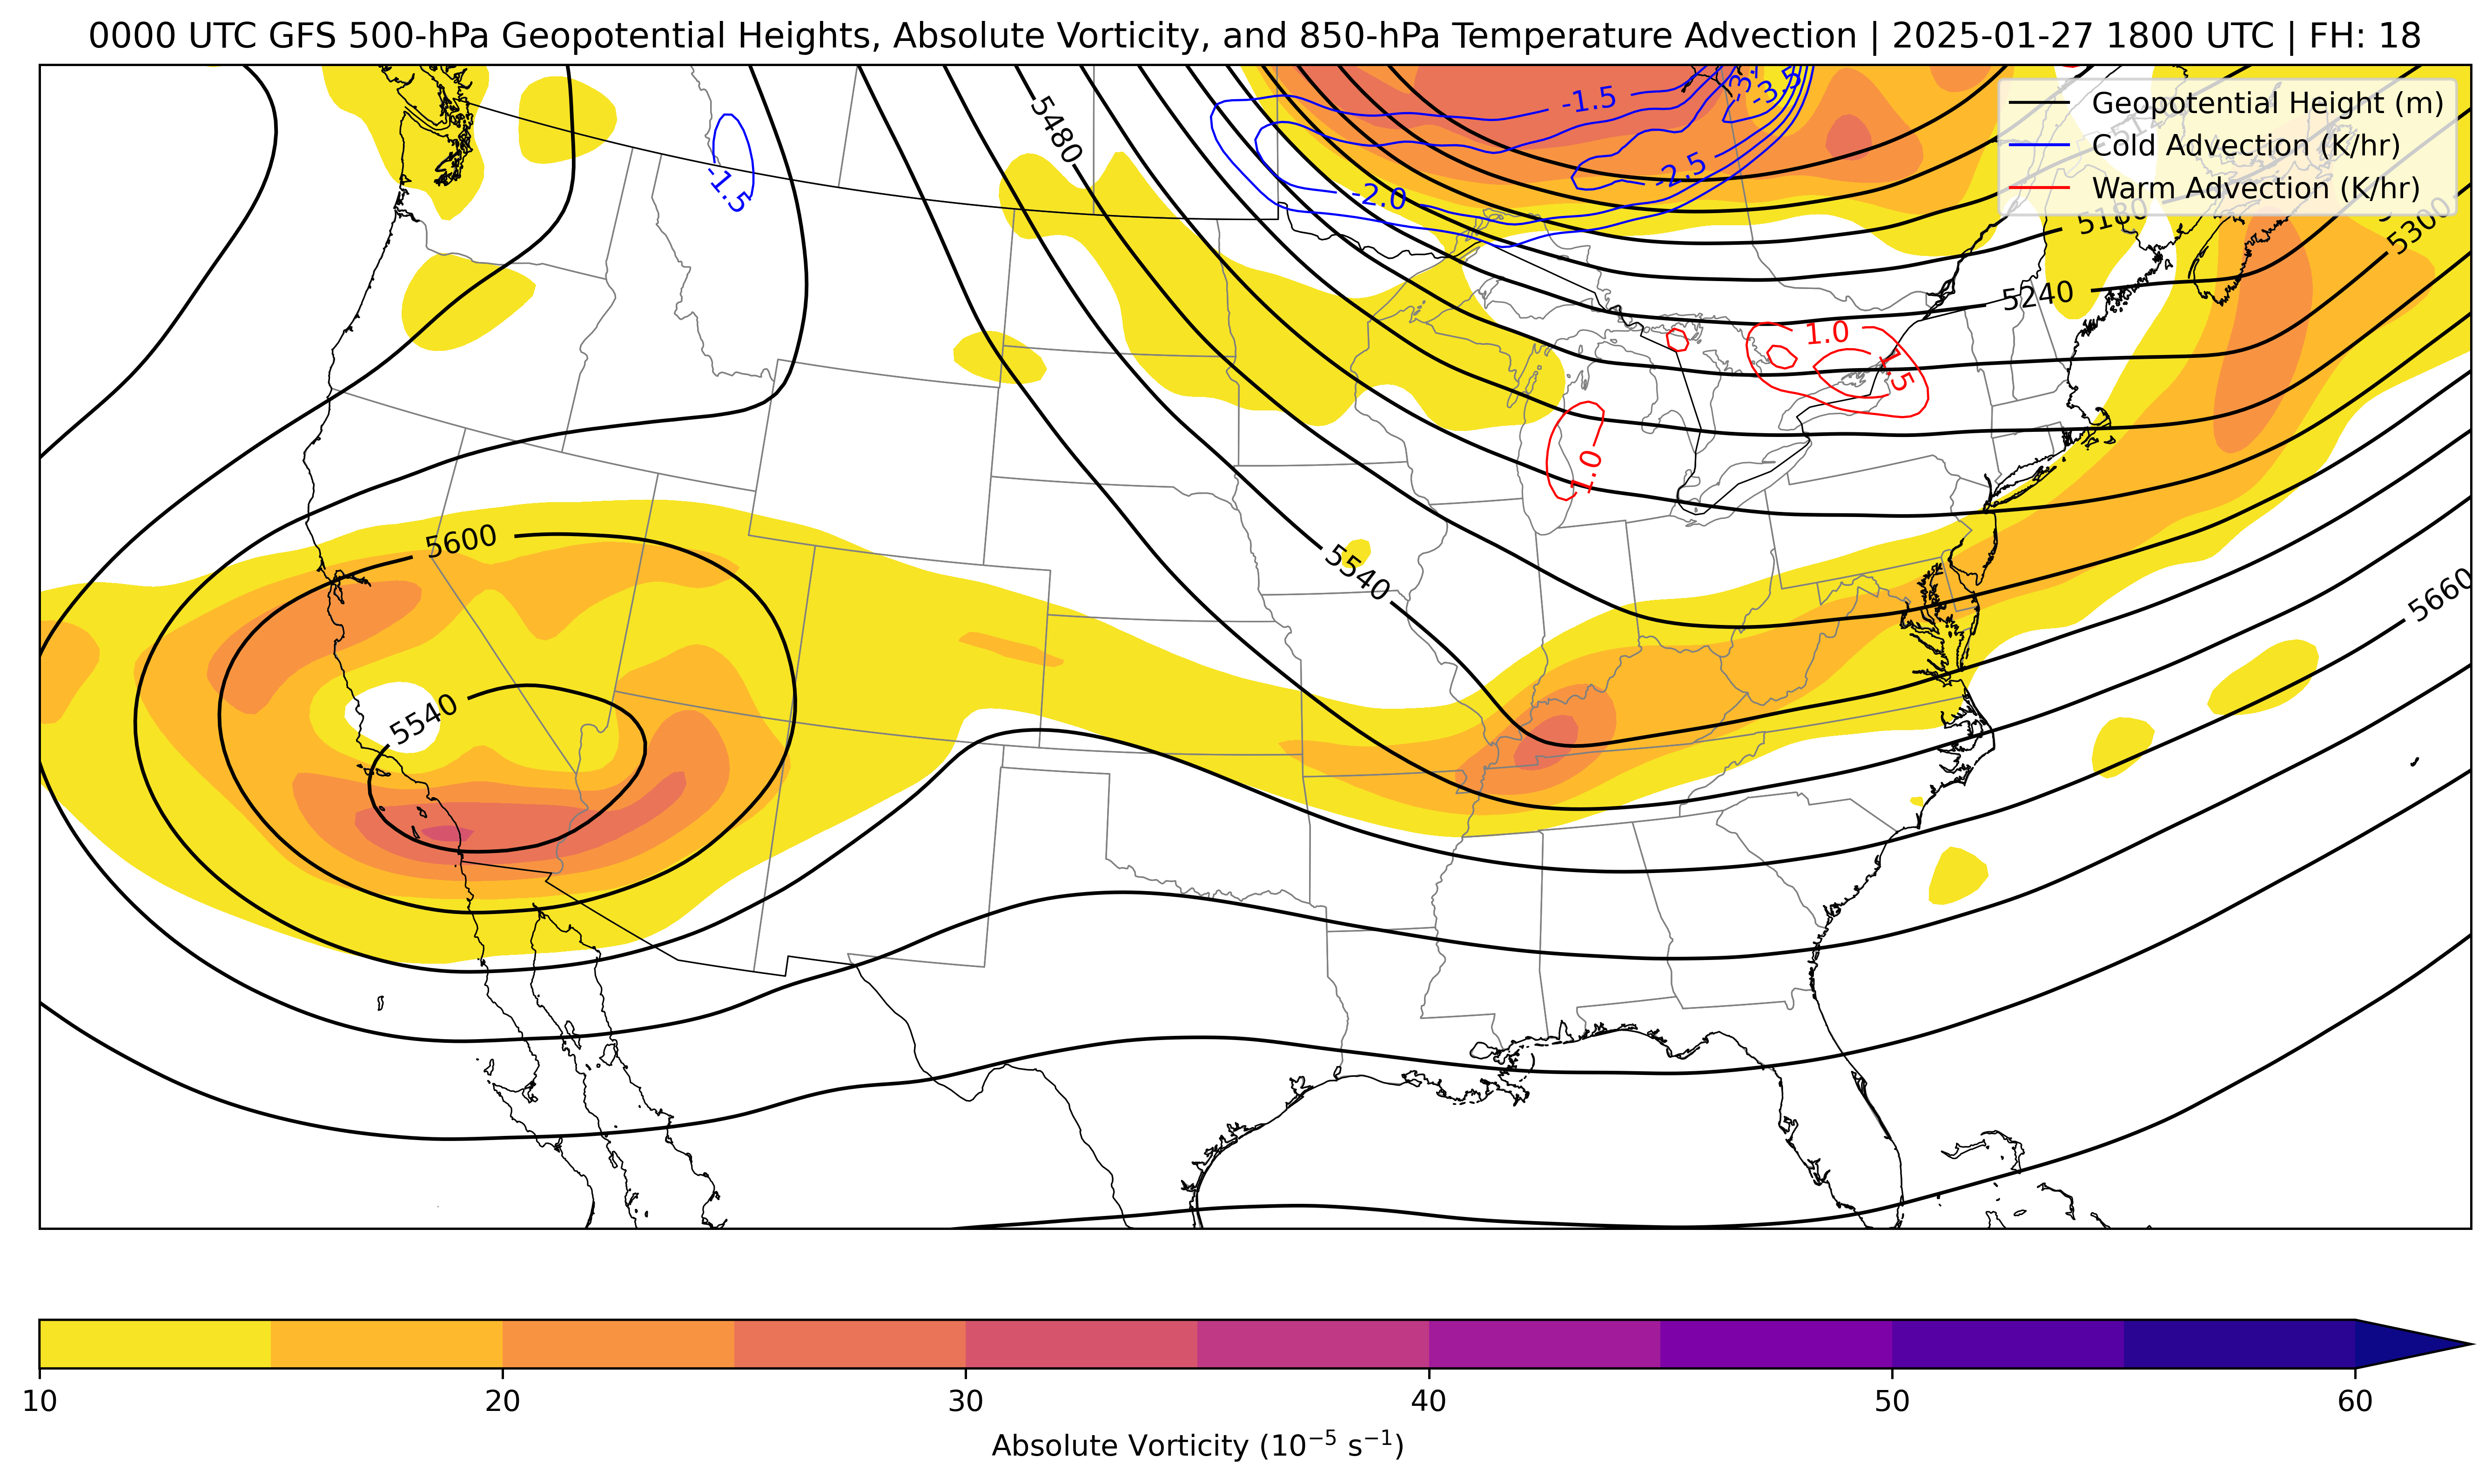 0000 UTC GFS 500-hPa Geopotential Heights, Absolute Vorticity, and 850-hPa Temperature Advection | 2025-01-27 1800 UTC | FH: 18
Geopotential Height (m)
Cold Advection (K/hr)
Warm Advection (K/hr)
-3.5
-1.5
5480
-2.5
-1.5
-2.0
5180
5300
5240
1.0
1.5
1.0
5600
5540
5660
5540
10 20 30 40 50 60
Absolute Vorticity (10⁻⁵ s⁻¹)